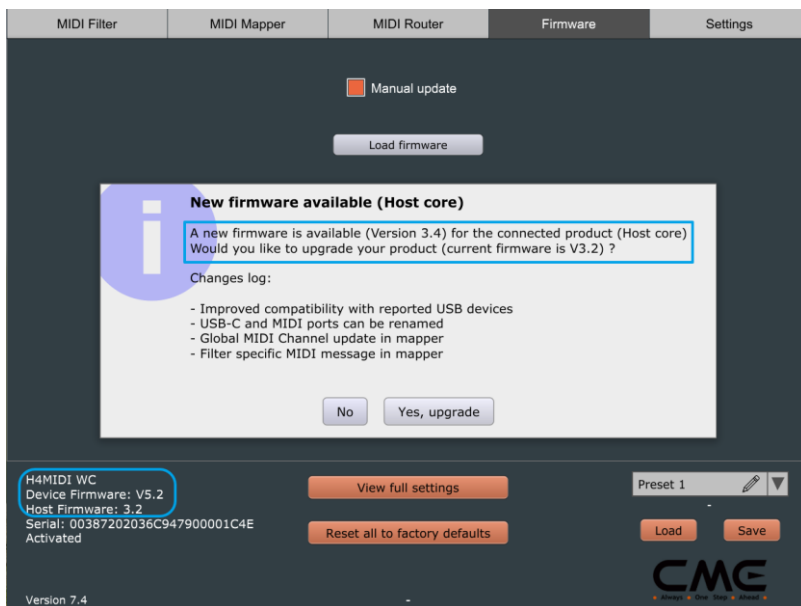 MIDI Filter
MIDI Mapper
MIDI Router
Firmware
Settings
Manual update
Load firmware
New firmware available (Host core)
A new firmware is available (Version 3.4) for the connected product (Host core)
Would you like to upgrade your product (current firmware is V3.2) ?
Changes log:
- Improved compatibility with reported USB devices
- USB-C and MIDI ports can be renamed
- Global MIDI Channel update in mapper
- Filter specific MIDI message in mapper
No
Yes, upgrade
H4MIDI WC
Device Firmware: V5.2
Host Firmware: 3.2
Serial: 00387202036C947900001C4E
Activated
View full settings
Reset all to factory defaults
Preset 1
-
Load
Save
CME
Always • One Step • Ahead
Version 7.4
-